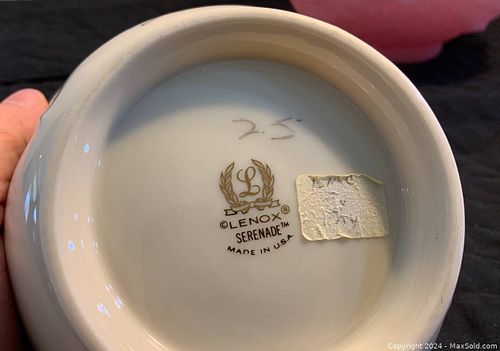 2.5
L
©LENOX®
SERENADE™
MADE IN U.S.A.
Copyright © 2024 - MaxSold.com